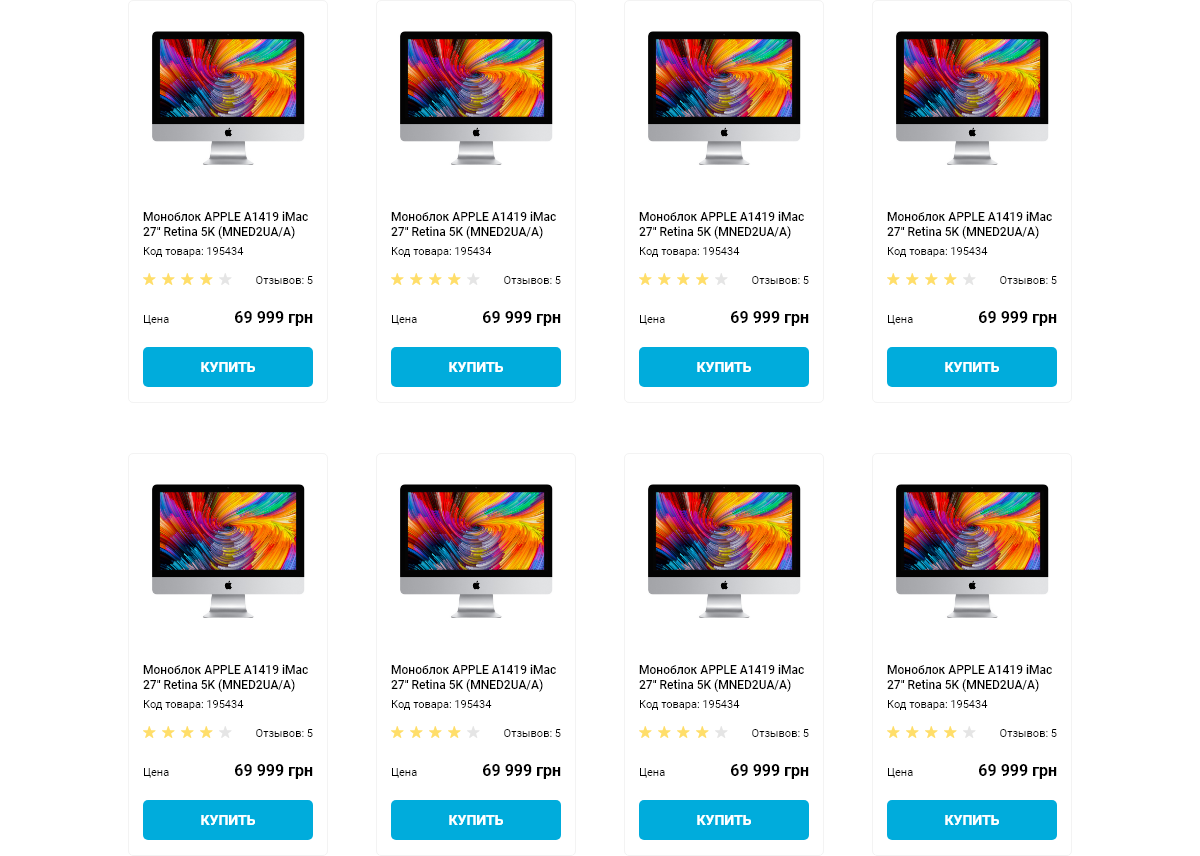 Моноблок APPLE A1419 iMac
27" Retina 5K (MNED2UA/A)
Код товара: 195434
Отзывов: 5
Цена 69 999 грн
КУПИТЬ
Моноблок APPLE A1419 iMac
27" Retina 5K (MNED2UA/A)
Код товара: 195434
Отзывов: 5
Цена 69 999 грн
КУПИТЬ
Моноблок APPLE A1419 iMac
27" Retina 5K (MNED2UA/A)
Код товара: 195434
Отзывов: 5
Цена 69 999 грн
КУПИТЬ
Моноблок APPLE A1419 iMac
27" Retina 5K (MNED2UA/A)
Код товара: 195434
Отзывов: 5
Цена 69 999 грн
КУПИТЬ
Моноблок APPLE A1419 iMac
27" Retina 5K (MNED2UA/A)
Код товара: 195434
Отзывов: 5
Цена 69 999 грн
КУПИТЬ
Моноблок APPLE A1419 iMac
27" Retina 5K (MNED2UA/A)
Код товара: 195434
Отзывов: 5
Цена 69 999 грн
КУПИТЬ
Моноблок APPLE A1419 iMac
27" Retina 5K (MNED2UA/A)
Код товара: 195434
Отзывов: 5
Цена 69 999 грн
КУПИТЬ
Моноблок APPLE A1419 iMac
27" Retina 5K (MNED2UA/A)
Код товара: 195434
Отзывов: 5
Цена 69 999 грн
КУПИТЬ